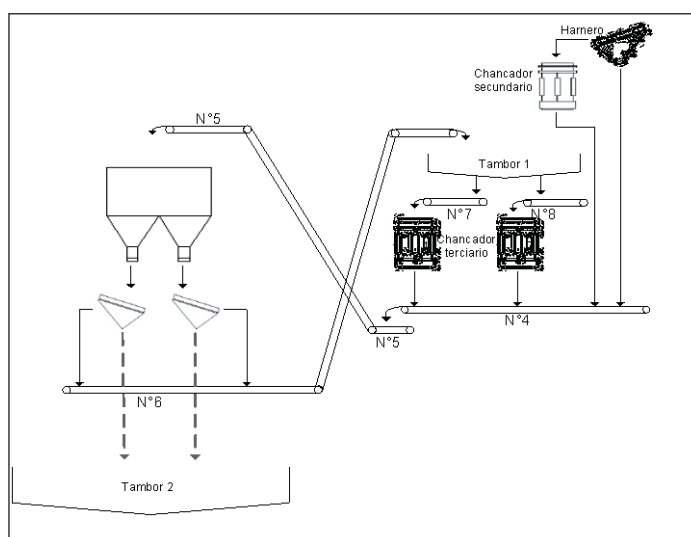 Harnero
Chancador
secundario
N°5
Tambor 1
N°7
N°8
Chancador
terciario
N°4
N°5
N°6
Tambor 2